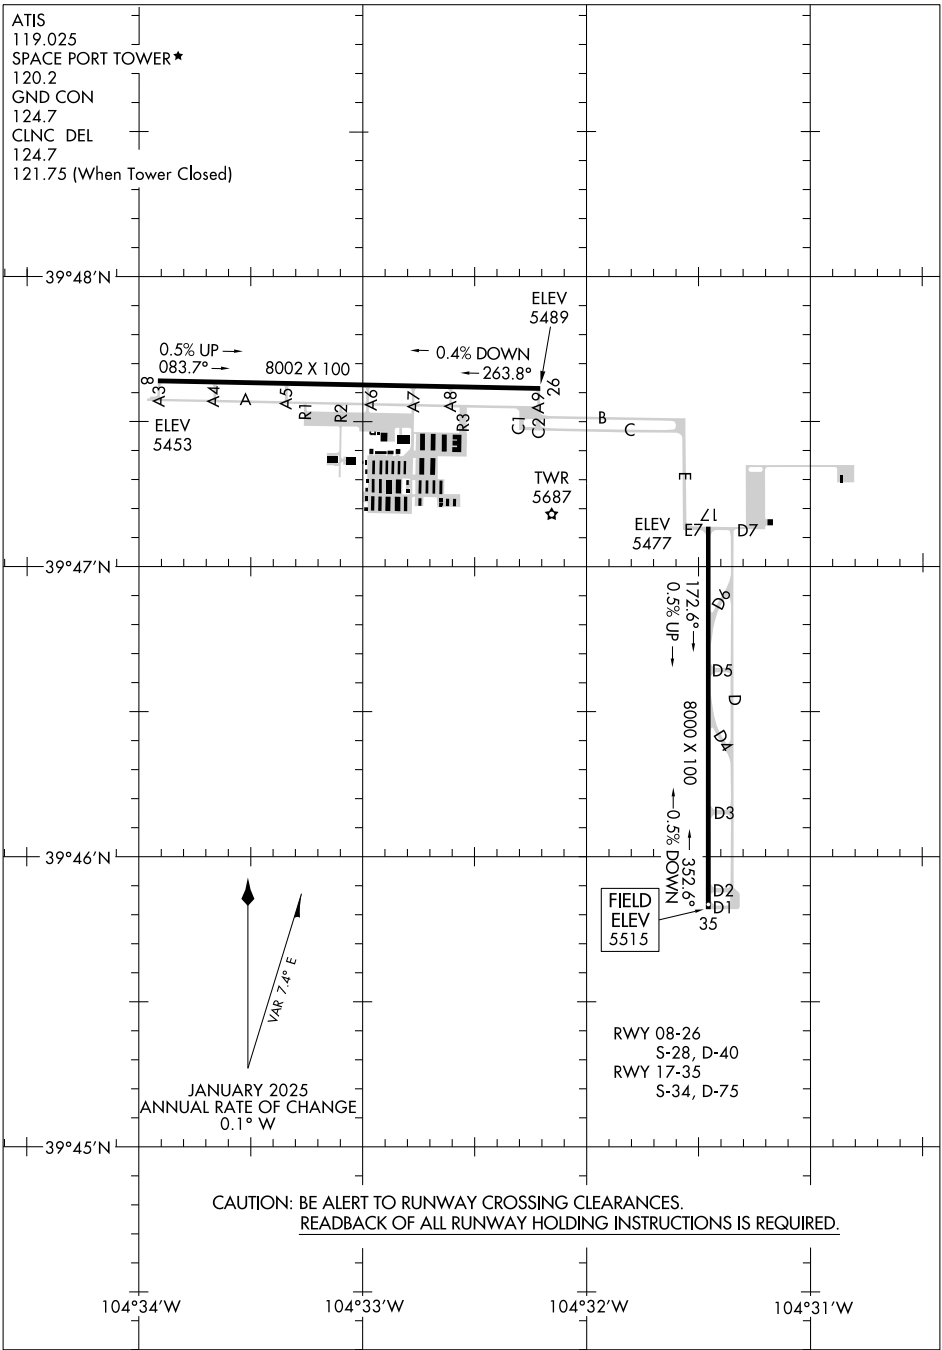 ATIS
119.025
SPACE PORT TOWER★
120.2
GND CON
124.7
CLNC DEL
124.7
121.75 (When Tower Closed)
39°48'N
ELEV
5489
0.5% UP →
083.7° →
8002 X 100
← 0.4% DOWN
← 263.8°
8
26
A3
A4
A
A5
R1
R2
A6
A7
A8
R3
C1
C2
A9
B
C
ELEV
5453
E
TWR
5687
ELEV
5477
E7
17
D7
39°47'N
172.6° →
0.5% UP →
D6
D5
D
D4
8000 X 100
D3
← 0.5% DOWN
← 352.6°
39°46'N
D2
D1
FIELD
ELEV
5515
35
VAR 7.4° E
RWY 08-26
S-28, D-40
RWY 17-35
S-34, D-75
JANUARY 2025
ANNUAL RATE OF CHANGE
0.1° W
39°45'N
CAUTION: BE ALERT TO RUNWAY CROSSING CLEARANCES.
READBACK OF ALL RUNWAY HOLDING INSTRUCTIONS IS REQUIRED.
104°34'W
104°33'W
104°32'W
104°31'W